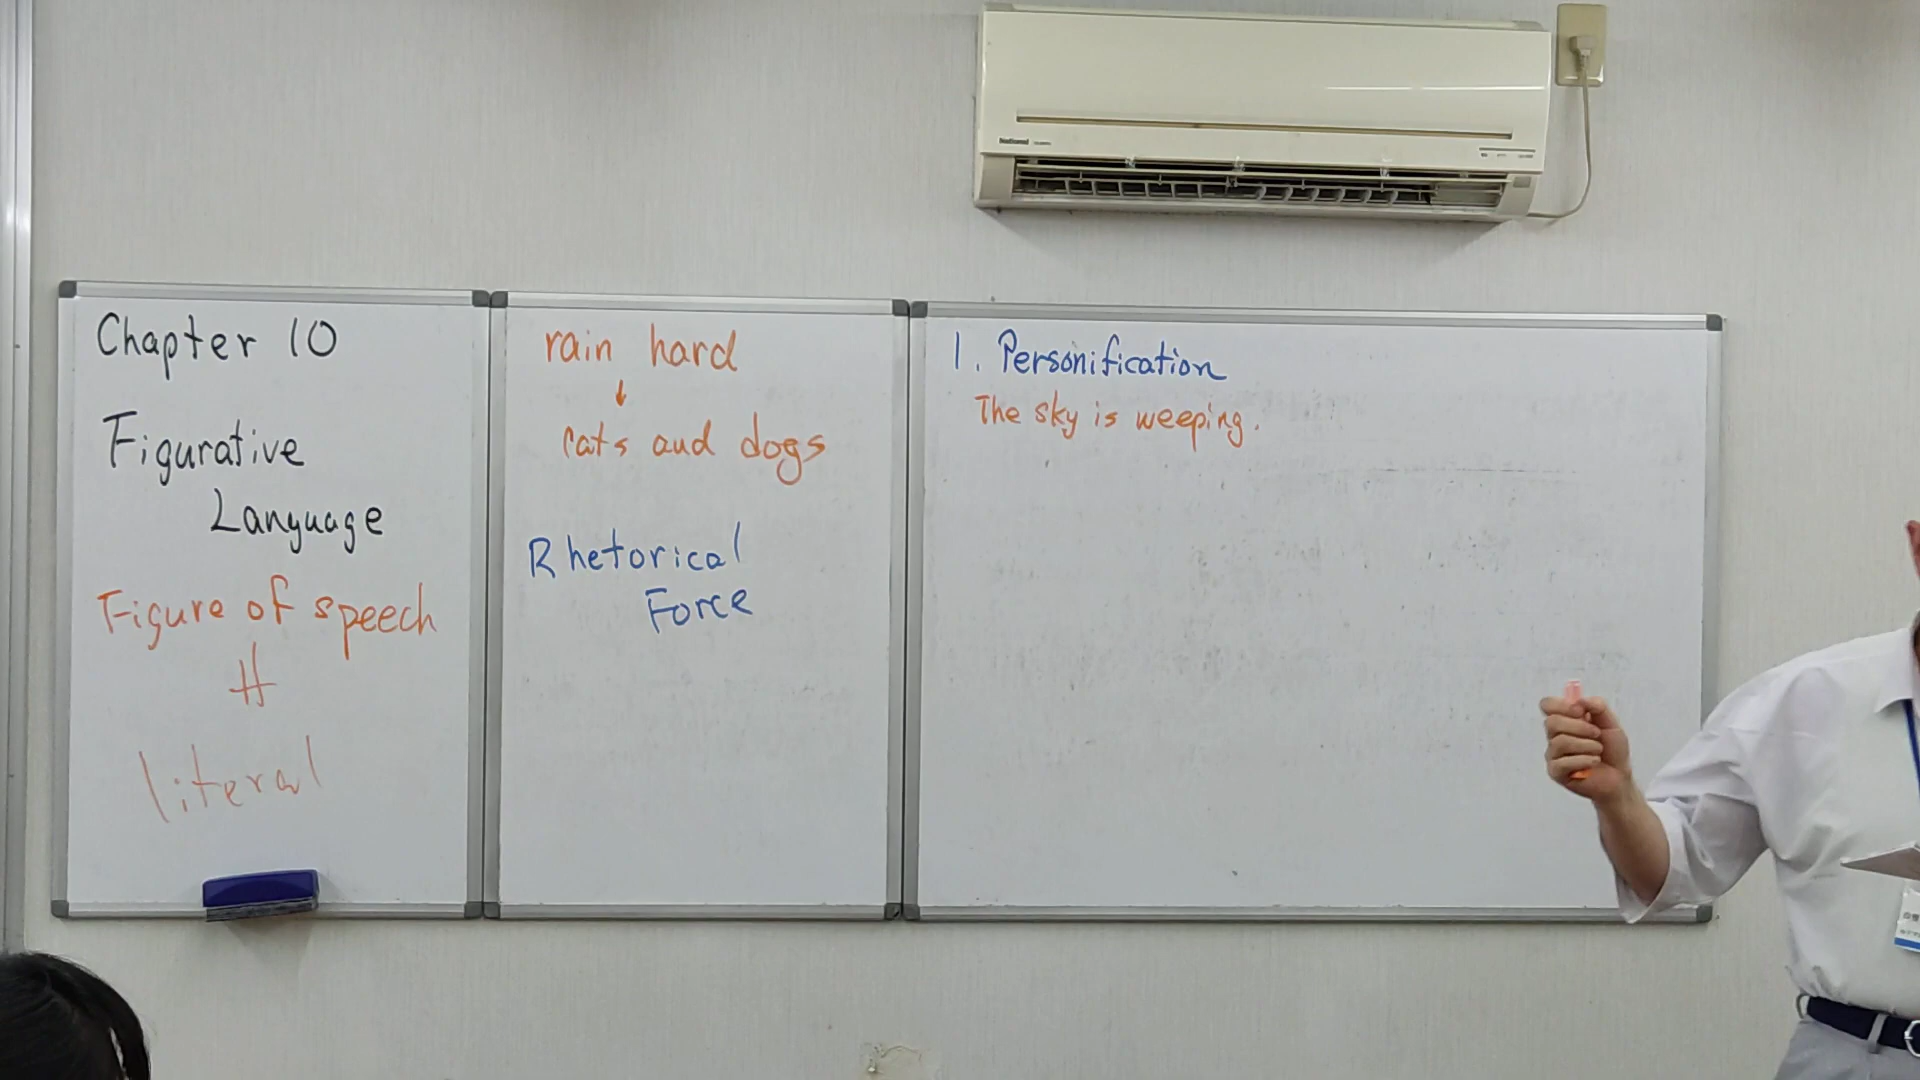 Chapter 10
Figurative
Language
Figure of speech
literal
rain hard
↓
cats and dogs
Rhetorical
Force
1. Personification
The sky is weeping.
National